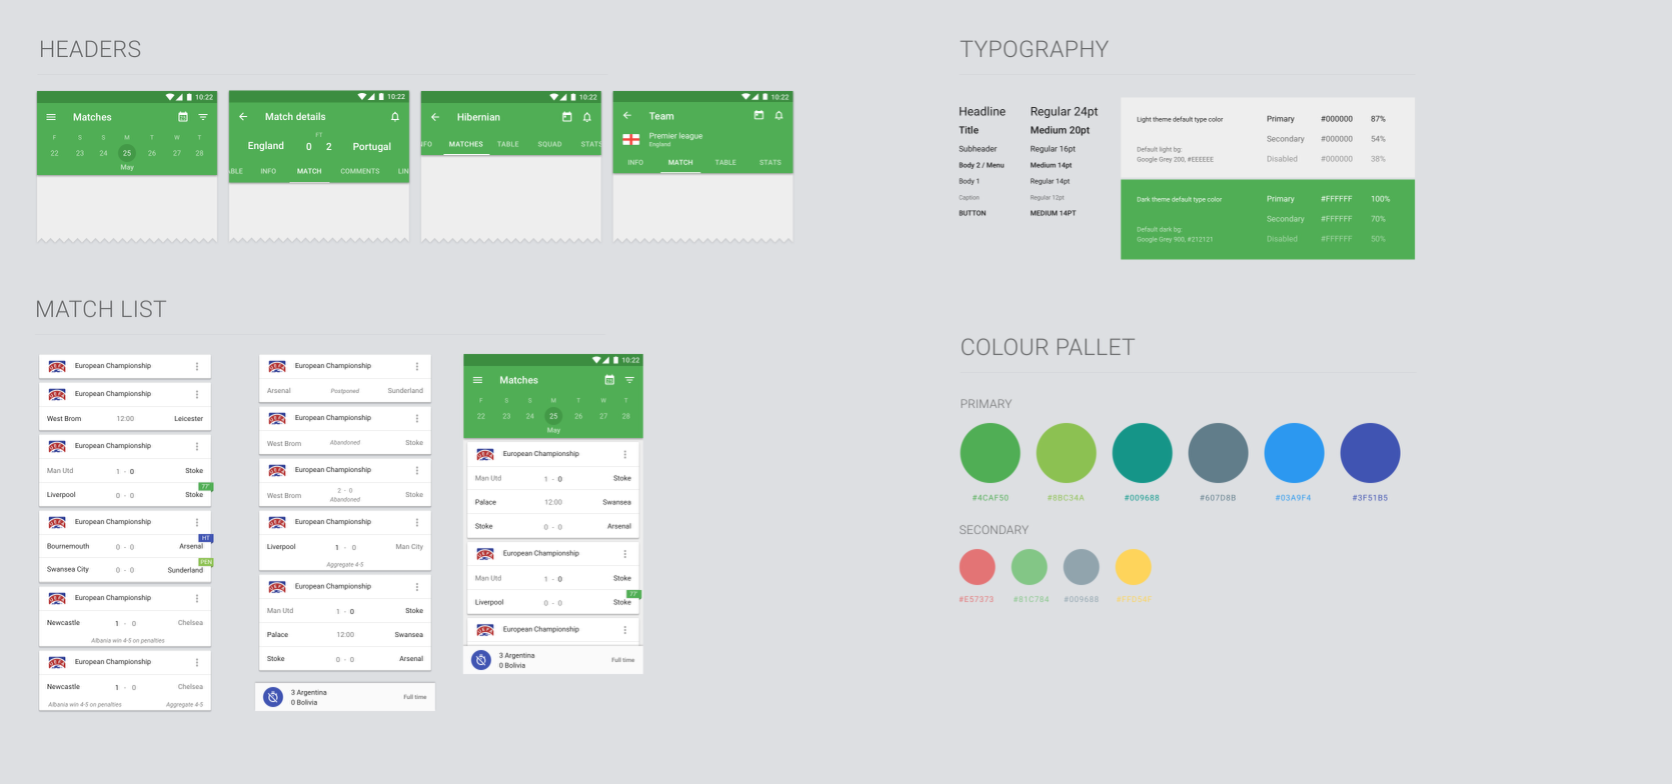 HEADERS
10:22
Matches
F S S M T W T
22 23 24 25 26 27 28
May
10:22
Match details
FT
England 0 2 Portugal
ABLE INFO MATCH COMMENTS LIN
10:22
Hibernian
FO MATCHES TABLE SQUAD STATS
10:22
Team
Premier league
England
INFO MATCH TABLE STATS
MATCH LIST
European Championship
European Championship
West Brom 12:00 Leicester
European Championship
Man Utd 1 - 0 Stoke
77'
Liverpool 0 - 0 Stoke
European Championship
HT
Bournemouth 0 - 0 Arsenal
PEN
Swansea City 0 - 0 Sunderland
European Championship
Newcastle 1 - 0 Chelsea
Albania win 4-5 on penalties
European Championship
Newcastle 1 - 0 Chelsea
Albania win 4-5 on penalties Aggregate 4-5
European Championship
Arsenal Postponed Sunderland
European Championship
West Brom Abandoned Stoke
European Championship
2 - 0
West Brom Stoke
Abandoned
European Championship
Liverpool 1 - 0 Man City
Aggregate 4-5
European Championship
Man Utd 1 - 0 Stoke
Palace 12:00 Swansea
Stoke 0 - 0 Arsenal
3 Argentina
0 Bolivia
Full time
10:22
Matches
F S S M T W T
22 23 24 25 26 27 28
May
European Championship
Man Utd 1 - 0 Stoke
Palace 12:00 Swansea
Stoke 0 - 0 Arsenal
European Championship
Man Utd 1 - 0 Stoke
77'
Liverpool 0 - 0 Stoke
European Championship
3 Argentina
0 Bolivia
Full time
TYPOGRAPHY
Headline Regular 24pt
Title Medium 20pt
Subheader Regular 16pt
Body 2 / Menu Medium 14pt
Body 1 Regular 14pt
Caption Regular 12pt
BUTTON MEDIUM 14PT
Light theme default type color Primary #000000 87%
Secondary #000000 54%
Default light bg:
Google Grey 200, #EEEEEE
Disabled #000000 38%
Dark theme default type color Primary #FFFFFF 100%
Secondary #FFFFFF 70%
Default dark bg:
Google Grey 900, #212121
Disabled #FFFFFF 50%
COLOUR PALLET
PRIMARY
#4CAF50 #8BC34A #009688 #607D8B #03A9F4 #3F51B5
SECONDARY
#E57373 #81C784 #009688